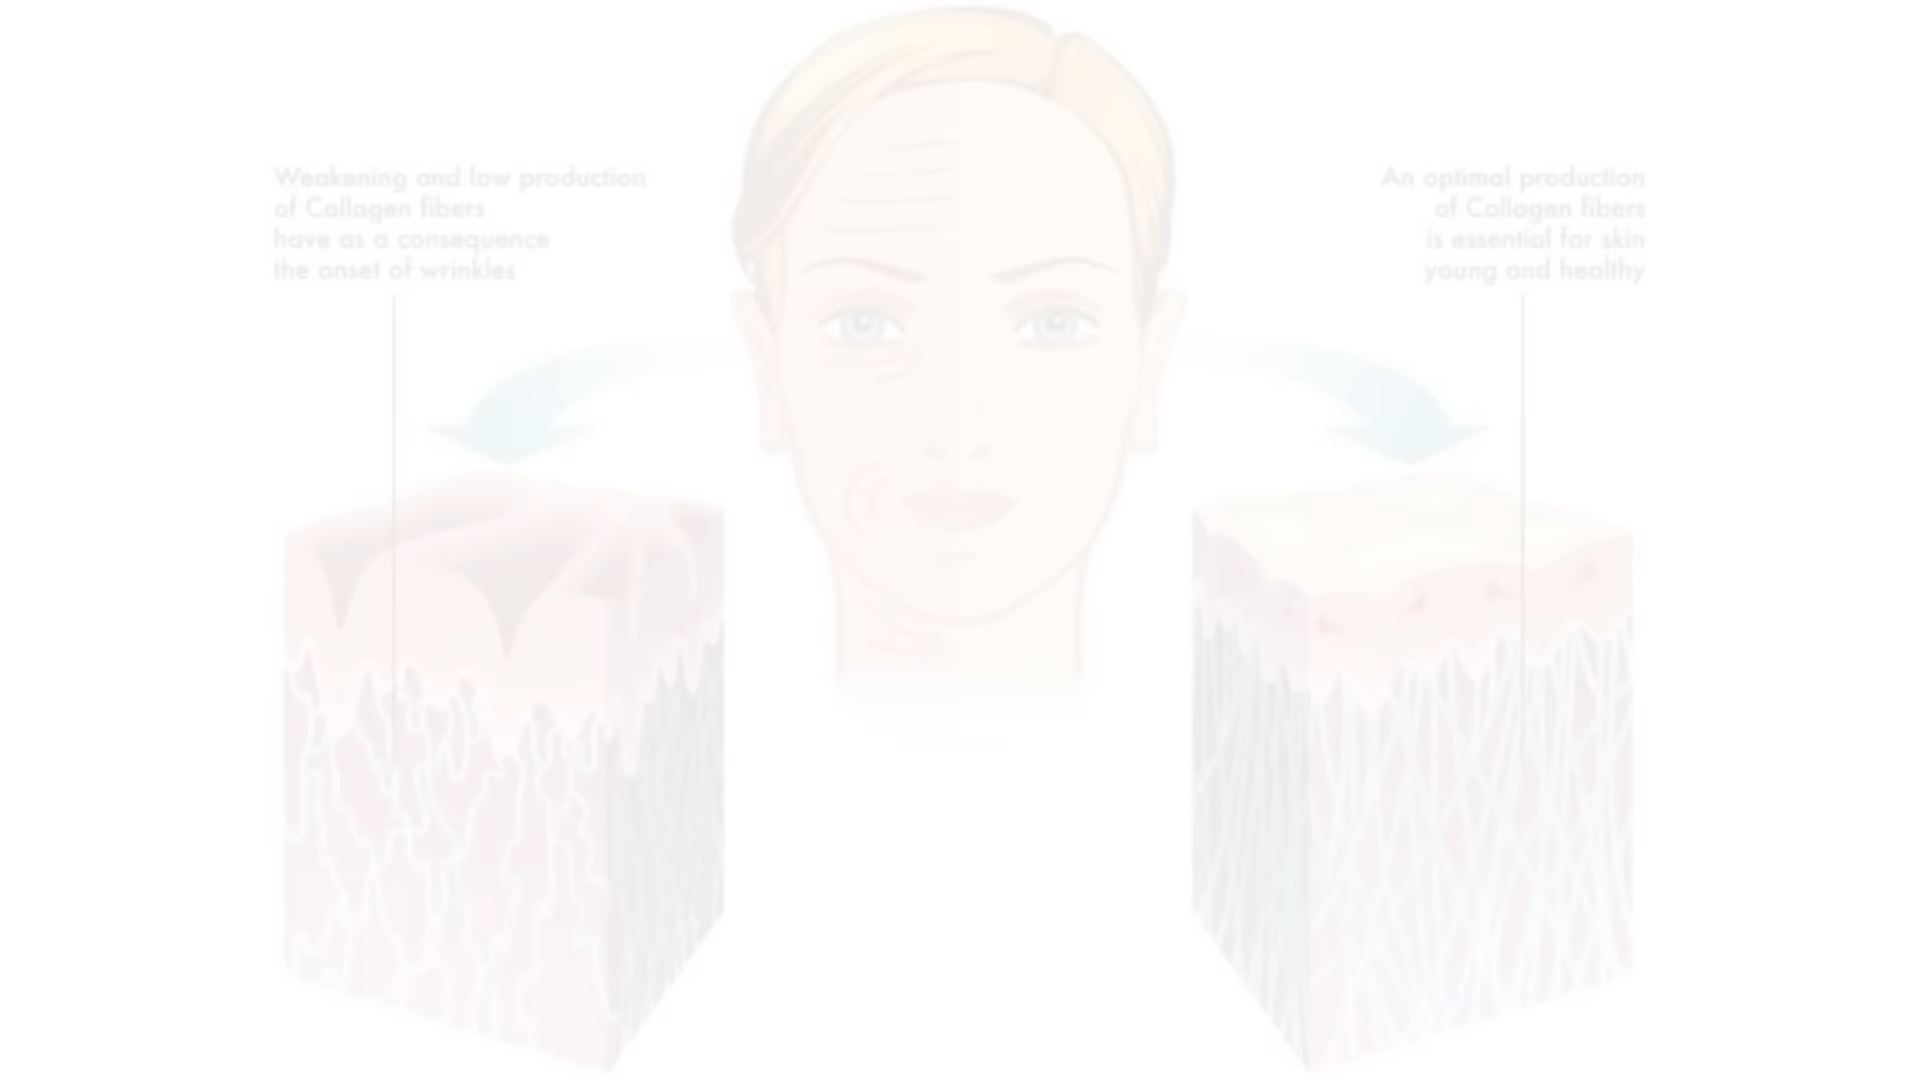 Weakening and low production
of Collagen fibers
have as a consequence
the onset of wrinkles
An optimal production
of Collagen fibers
is essential for skin
young and healthy